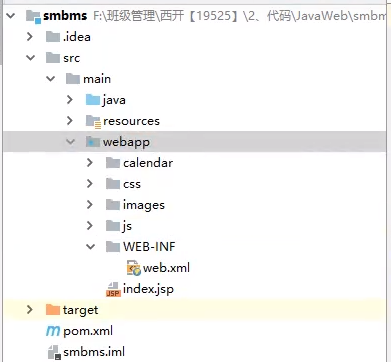 smbms F:\班级管理\西开【19525】\2、代码\JavaWeb\smbm
.idea
src
main
java
resources
webapp
calendar
css
images
js
WEB-INF
web.xml
index.jsp
target
pom.xml
smbms.iml